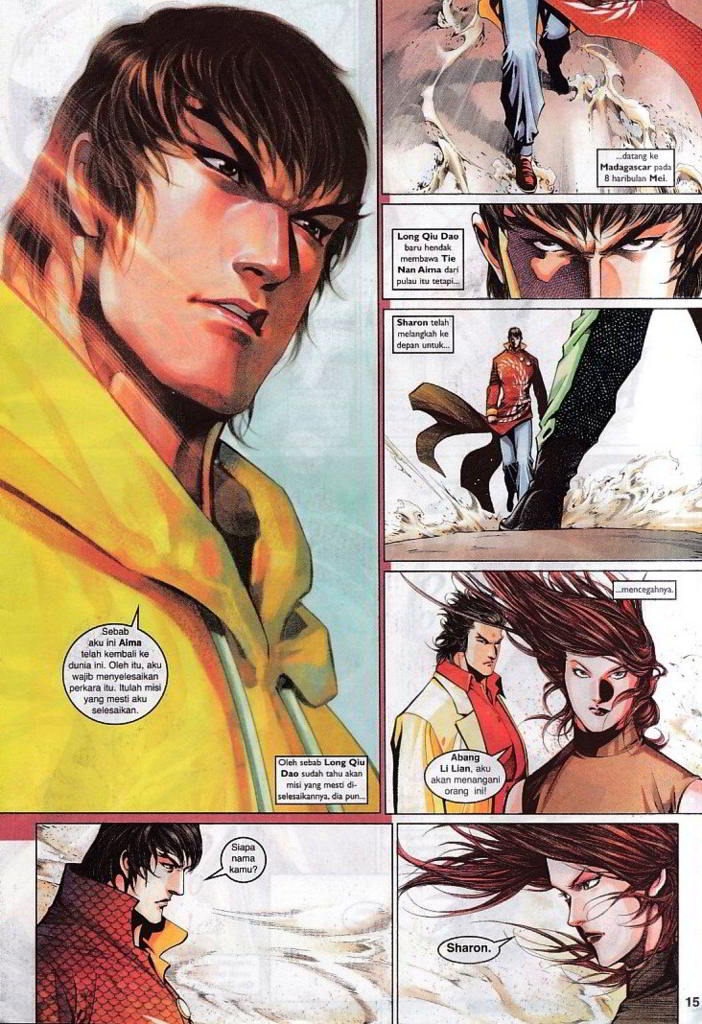 Sebab
aku ini Alma
telah kembali ke
dunia ini. Oleh itu, aku
wajib menyelesaikan
perkara itu. Itulah misi
yang mesti aku
selesaikan.
Oleh sebab Long Qiu
Dao sudah tahu akan
misi yang mesti di-
selesaikannya, dia pun...
...datang ke
Madagascar pada
8 haribulan Mei.
Long Qiu Dao
baru hendak
membawa Tie
Nan Aima dari
pulau itu tetapi...
Sharon telah
melangkah ke
depan untuk...
...mencegahnya.
Abang
Li Lian, aku
akan menangani
orang ini!
Siapa
nama
kamu?
Sharon.
15